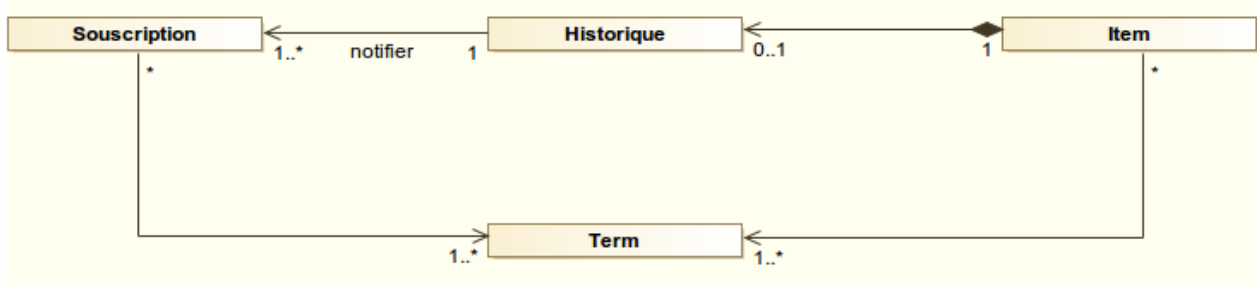 Souscription
Historique
Item
1..*
notifier
1
0..1
1
*
*
Term
1..*
1..*